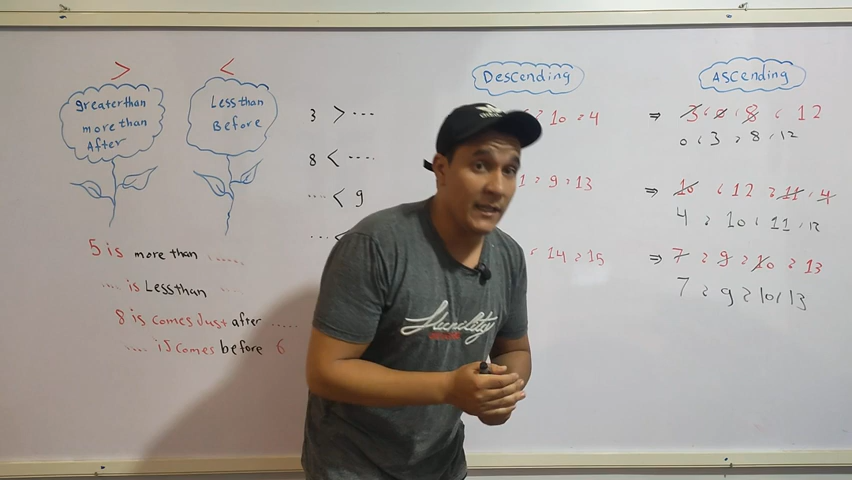 >
greater than
more than
After
<
Less than
Before
3 > ....
8 < ....
.... < 9
.... <
5 is more than ......
.... is Less than ....
8 is comes Just after .....
.... is comes before 6
Descending
10 , 4
9 , 13
14 , 15
Ascending
⇒ 3 , 0 , 8 , 12
0 , 3 , 8 , 12
⇒ 10 , 12 , 11 , 4
4 , 10 , 11 , 12
⇒ 7 , 9 , 10 , 13
7 , 9 , 10 , 13
Humility